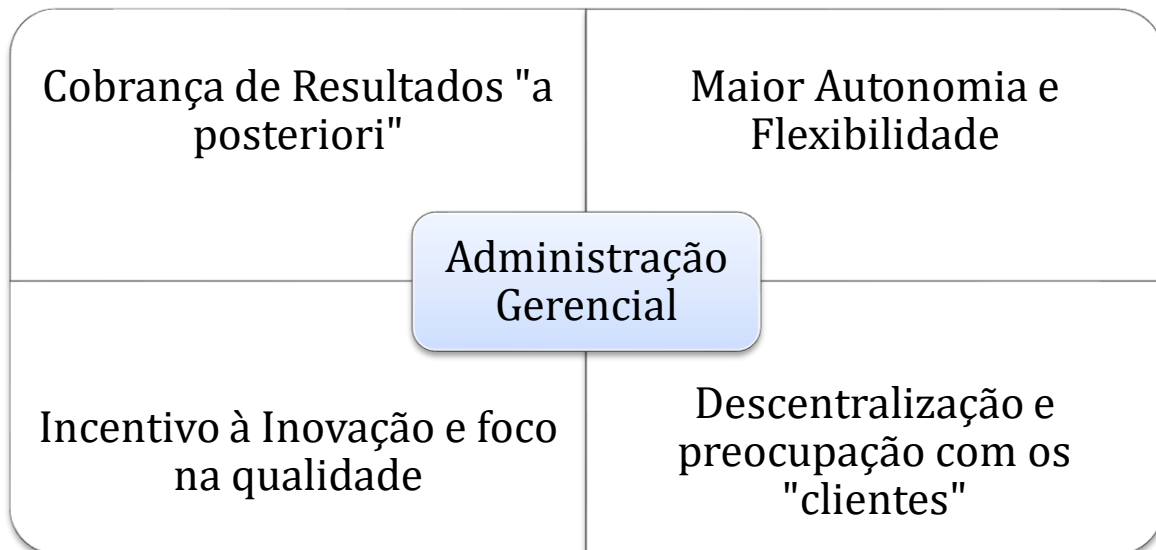 Cobrança de Resultados "a
posteriori"
Maior Autonomia e
Flexibilidade
Administração
Gerencial
Incentivo à Inovação e foco
na qualidade
Descentralização e
preocupação com os
"clientes"